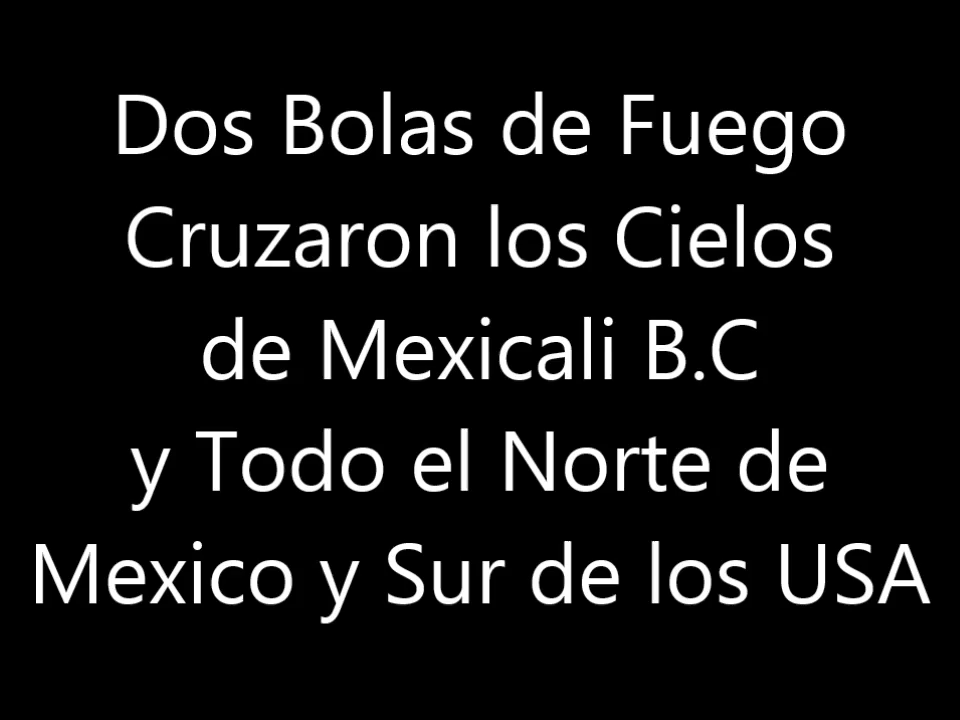 Dos Bolas de Fuego
Cruzaron los Cielos
de Mexicali B.C
y Todo el Norte de
Mexico y Sur de los USA